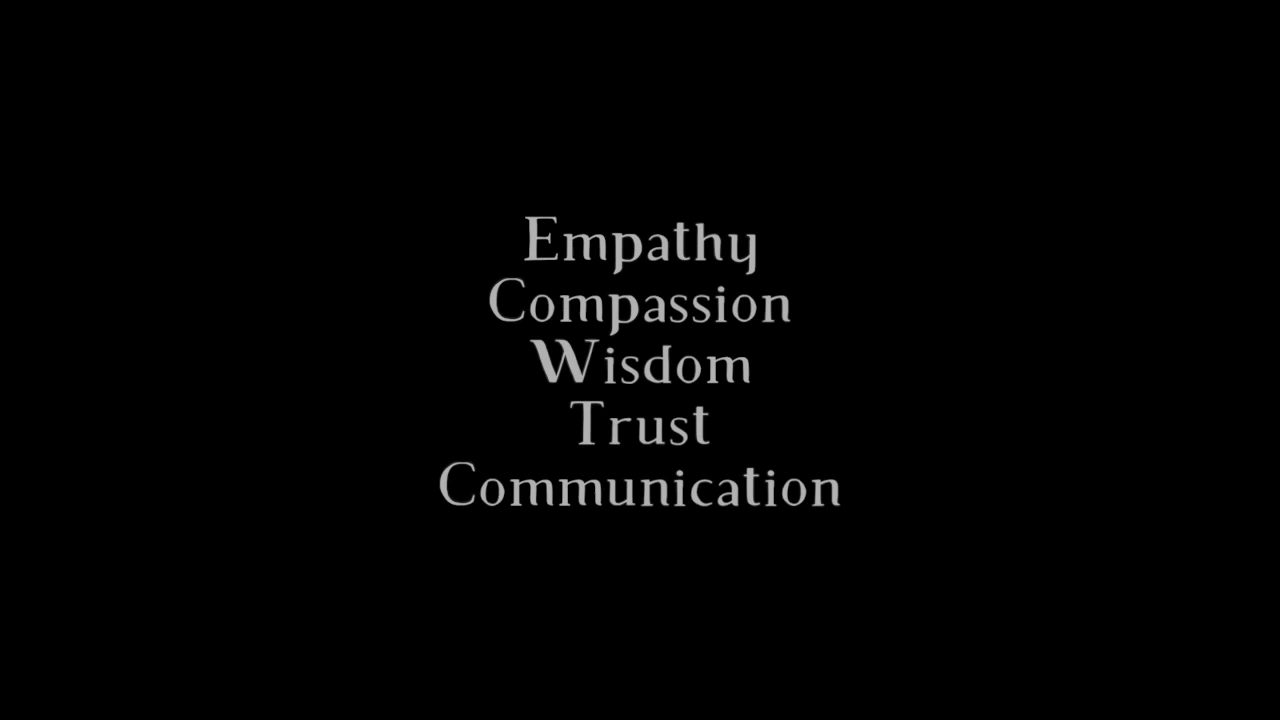 Empathy
Compassion
Wisdom
Trust
Communication